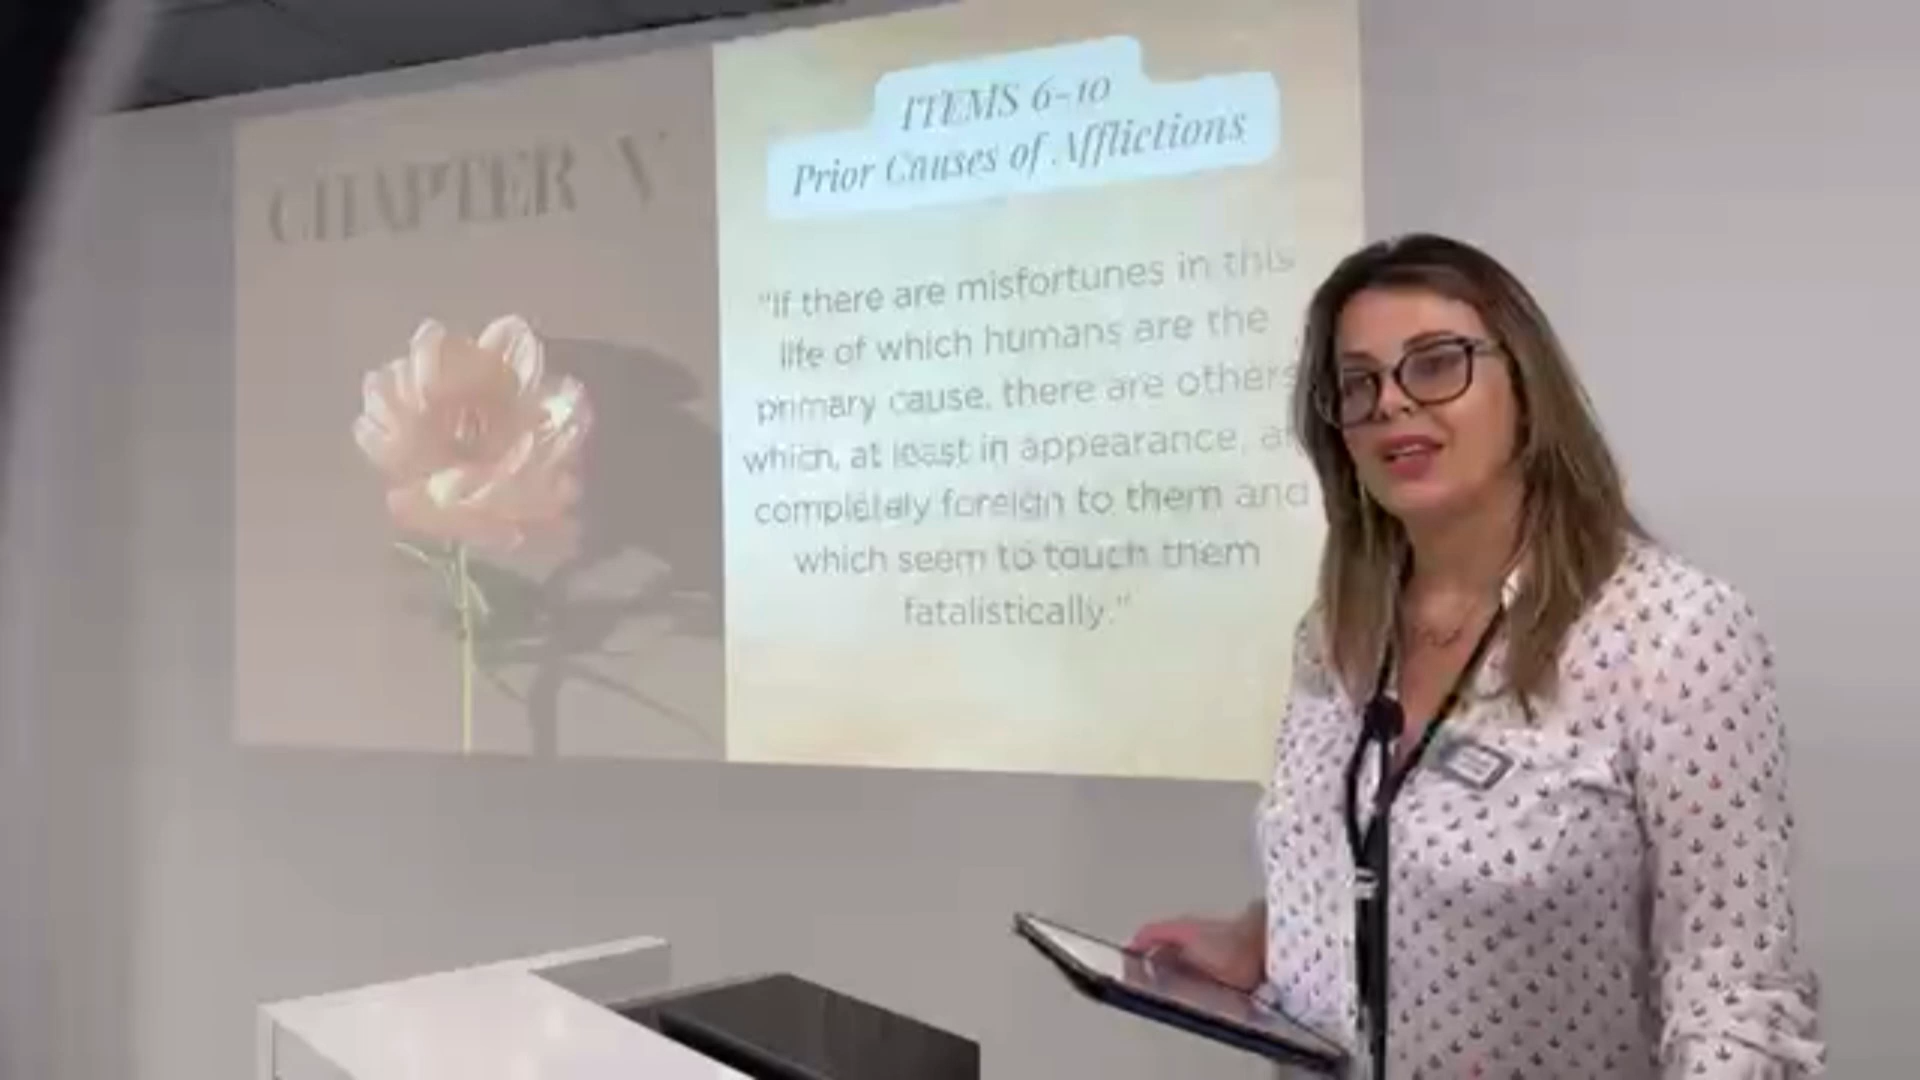 CHAPTER V
ITEMS 6-10
Prior Causes of Afflictions
"If there are misfortunes in this
life of which humans are the
primary cause, there are others
which, at least in appearance,
completely foreign to them and
which seem to touch them
fatalistically."